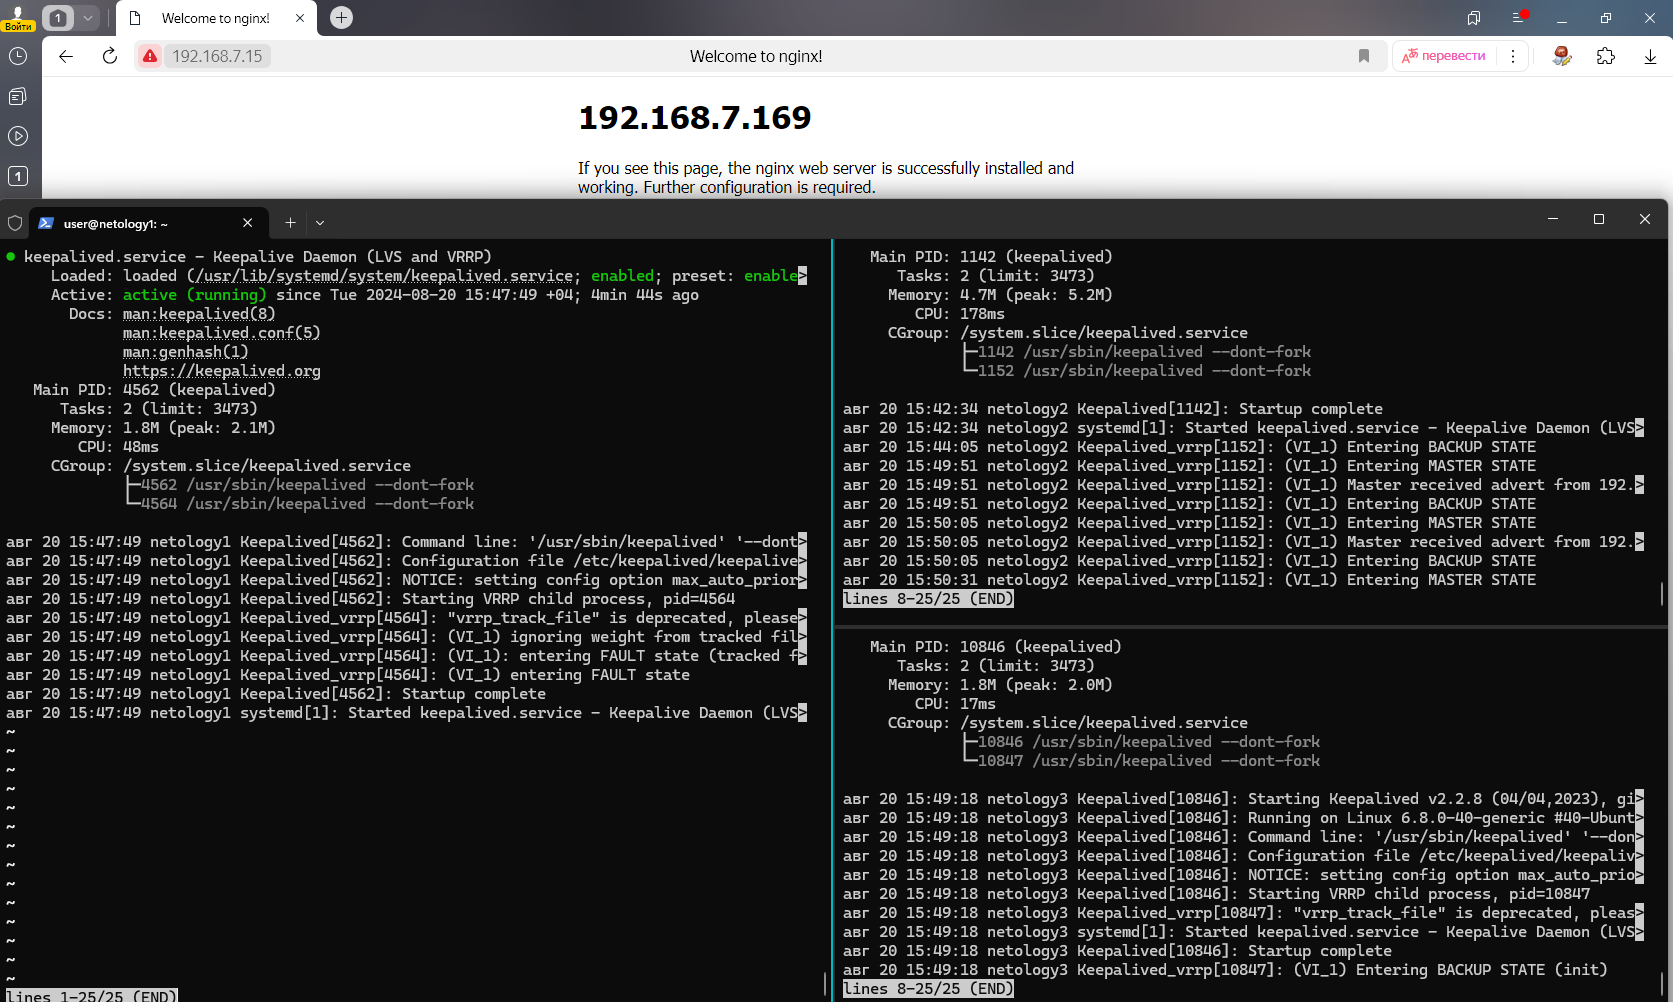 Войти
1
Welcome to nginx!
192.168.7.15
Welcome to nginx!
перевести
1
192.168.7.169
If you see this page, the nginx web server is successfully installed and
working. Further configuration is required.
user@netology1: ~
● keepalived.service - Keepalive Daemon (LVS and VRRP)
Loaded: loaded (/usr/lib/systemd/system/keepalived.service; enabled; preset: enable>
Active: active (running) since Tue 2024-08-20 15:47:49 +04; 4min 44s ago
Docs: man:keepalived(8)
man:keepalived.conf(5)
man:genhash(1)
https://keepalived.org
Main PID: 4562 (keepalived)
Tasks: 2 (limit: 3473)
Memory: 1.8M (peak: 2.1M)
CPU: 48ms
CGroup: /system.slice/keepalived.service
├─4562 /usr/sbin/keepalived --dont-fork
└─4564 /usr/sbin/keepalived --dont-fork
авг 20 15:47:49 netology1 Keepalived[4562]: Command line: '/usr/sbin/keepalived' '--dont>
авг 20 15:47:49 netology1 Keepalived[4562]: Configuration file /etc/keepalived/keepalive>
авг 20 15:47:49 netology1 Keepalived[4562]: NOTICE: setting config option max_auto_prior>
авг 20 15:47:49 netology1 Keepalived[4562]: Starting VRRP child process, pid=4564
авг 20 15:47:49 netology1 Keepalived_vrrp[4564]: "vrrp_track_file" is deprecated, please>
авг 20 15:47:49 netology1 Keepalived_vrrp[4564]: (VI_1) ignoring weight from tracked fil>
авг 20 15:47:49 netology1 Keepalived_vrrp[4564]: (VI_1): entering FAULT state (tracked f>
авг 20 15:47:49 netology1 Keepalived_vrrp[4564]: (VI_1) entering FAULT state
авг 20 15:47:49 netology1 Keepalived[4562]: Startup complete
авг 20 15:47:49 netology1 systemd[1]: Started keepalived.service - Keepalive Daemon (LVS>
~
~
~
~
~
~
~
~
~
~
~
~
~
~
lines 1-25/25 (END)
Main PID: 1142 (keepalived)
Tasks: 2 (limit: 3473)
Memory: 4.7M (peak: 5.2M)
CPU: 178ms
CGroup: /system.slice/keepalived.service
├─1142 /usr/sbin/keepalived --dont-fork
└─1152 /usr/sbin/keepalived --dont-fork
авг 20 15:42:34 netology2 Keepalived[1142]: Startup complete
авг 20 15:42:34 netology2 systemd[1]: Started keepalived.service - Keepalive Daemon (LVS>
авг 20 15:44:05 netology2 Keepalived_vrrp[1152]: (VI_1) Entering BACKUP STATE
авг 20 15:49:51 netology2 Keepalived_vrrp[1152]: (VI_1) Entering MASTER STATE
авг 20 15:49:51 netology2 Keepalived_vrrp[1152]: (VI_1) Master received advert from 192.>
авг 20 15:49:51 netology2 Keepalived_vrrp[1152]: (VI_1) Entering BACKUP STATE
авг 20 15:50:05 netology2 Keepalived_vrrp[1152]: (VI_1) Entering MASTER STATE
авг 20 15:50:05 netology2 Keepalived_vrrp[1152]: (VI_1) Master received advert from 192.>
авг 20 15:50:05 netology2 Keepalived_vrrp[1152]: (VI_1) Entering BACKUP STATE
авг 20 15:50:31 netology2 Keepalived_vrrp[1152]: (VI_1) Entering MASTER STATE
lines 8-25/25 (END)
Main PID: 10846 (keepalived)
Tasks: 2 (limit: 3473)
Memory: 1.8M (peak: 2.0M)
CPU: 17ms
CGroup: /system.slice/keepalived.service
├─10846 /usr/sbin/keepalived --dont-fork
└─10847 /usr/sbin/keepalived --dont-fork
авг 20 15:49:18 netology3 Keepalived[10846]: Starting Keepalived v2.2.8 (04/04,2023), gi>
авг 20 15:49:18 netology3 Keepalived[10846]: Running on Linux 6.8.0-40-generic #40-Ubunt>
авг 20 15:49:18 netology3 Keepalived[10846]: Command line: '/usr/sbin/keepalived' '--don>
авг 20 15:49:18 netology3 Keepalived[10846]: Configuration file /etc/keepalived/keepaliv>
авг 20 15:49:18 netology3 Keepalived[10846]: NOTICE: setting config option max_auto_prio>
авг 20 15:49:18 netology3 Keepalived[10846]: Starting VRRP child process, pid=10847
авг 20 15:49:18 netology3 Keepalived_vrrp[10847]: "vrrp_track_file" is deprecated, pleas>
авг 20 15:49:18 netology3 systemd[1]: Started keepalived.service - Keepalive Daemon (LVS>
авг 20 15:49:18 netology3 Keepalived[10846]: Startup complete
авг 20 15:49:18 netology3 Keepalived_vrrp[10847]: (VI_1) Entering BACKUP STATE (init)
lines 8-25/25 (END)